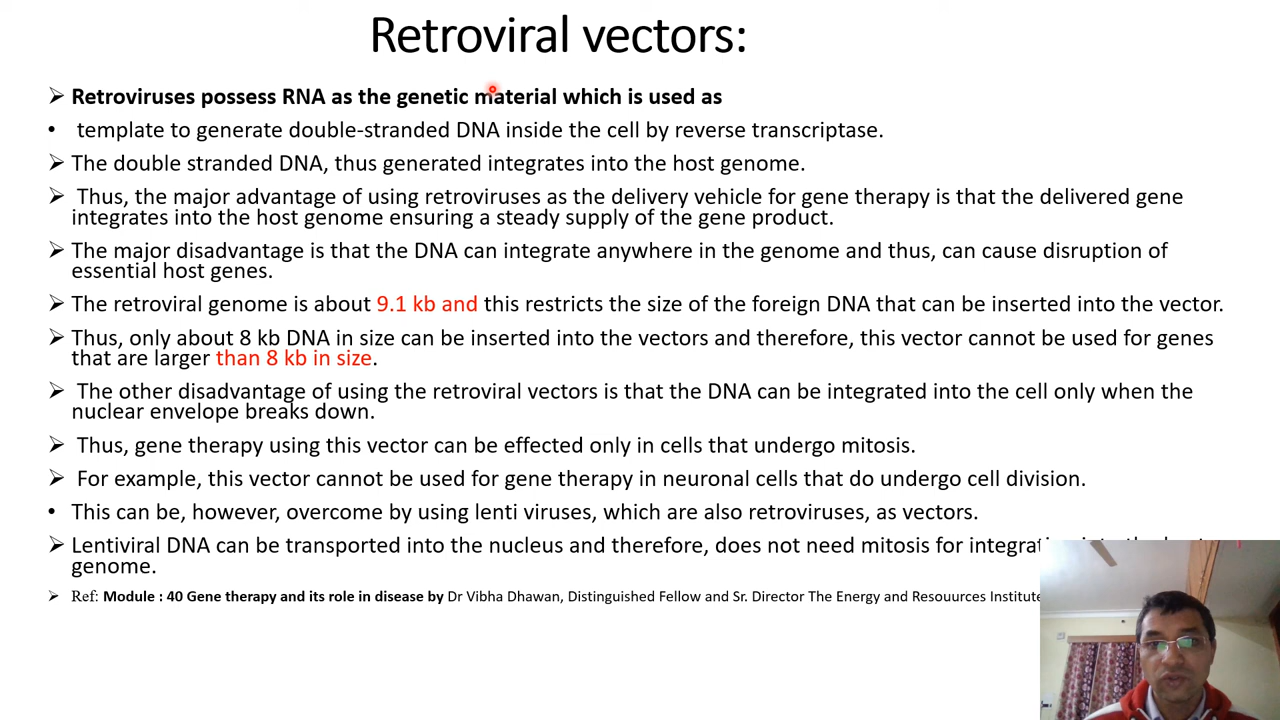 Retroviral vectors:
➢ Retroviruses possess RNA as the genetic material which is used as
• template to generate double-stranded DNA inside the cell by reverse transcriptase.
➢ The double stranded DNA, thus generated integrates into the host genome.
➢ Thus, the major advantage of using retroviruses as the delivery vehicle for gene therapy is that the delivered gene
integrates into the host genome ensuring a steady supply of the gene product.
➢ The major disadvantage is that the DNA can integrate anywhere in the genome and thus, can cause disruption of
essential host genes.
➢ The retroviral genome is about 9.1 kb and this restricts the size of the foreign DNA that can be inserted into the vector.
➢ Thus, only about 8 kb DNA in size can be inserted into the vectors and therefore, this vector cannot be used for genes
that are larger than 8 kb in size.
➢ The other disadvantage of using the retroviral vectors is that the DNA can be integrated into the cell only when the
nuclear envelope breaks down.
➢ Thus, gene therapy using this vector can be effected only in cells that undergo mitosis.
➢ For example, this vector cannot be used for gene therapy in neuronal cells that do undergo cell division.
• This can be, however, overcome by using lenti viruses, which are also retroviruses, as vectors.
➢ Lentiviral DNA can be transported into the nucleus and therefore, does not need mitosis for
genome.
➢ Ref: Module : 40 Gene therapy and its role in disease by Dr Vibha Dhawan, Distinguished Fellow and Sr. Director The Energy and Resouurces Institute